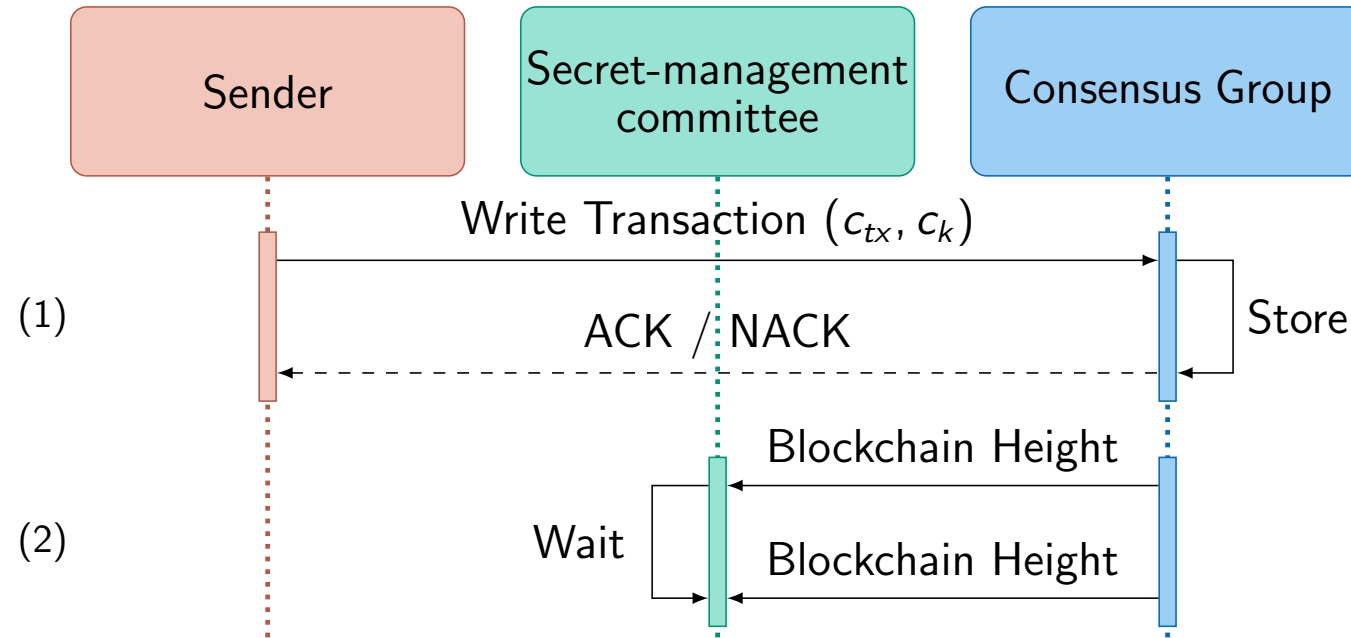 Sender
Secret-management
committee
Consensus Group
Write Transaction (c_tx, c_k)
(1)
ACK / NACK
Store
Blockchain Height
(2)
Wait
Blockchain Height